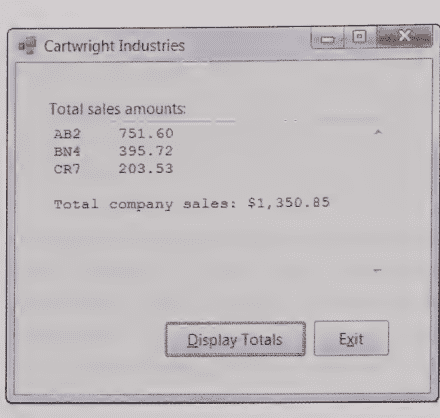 Cartwright Industries
Total sales amounts:
AB2 751.60
BN4 395.72
CR7 203.53
Total company sales: $1,350.85
Display Totals Exit